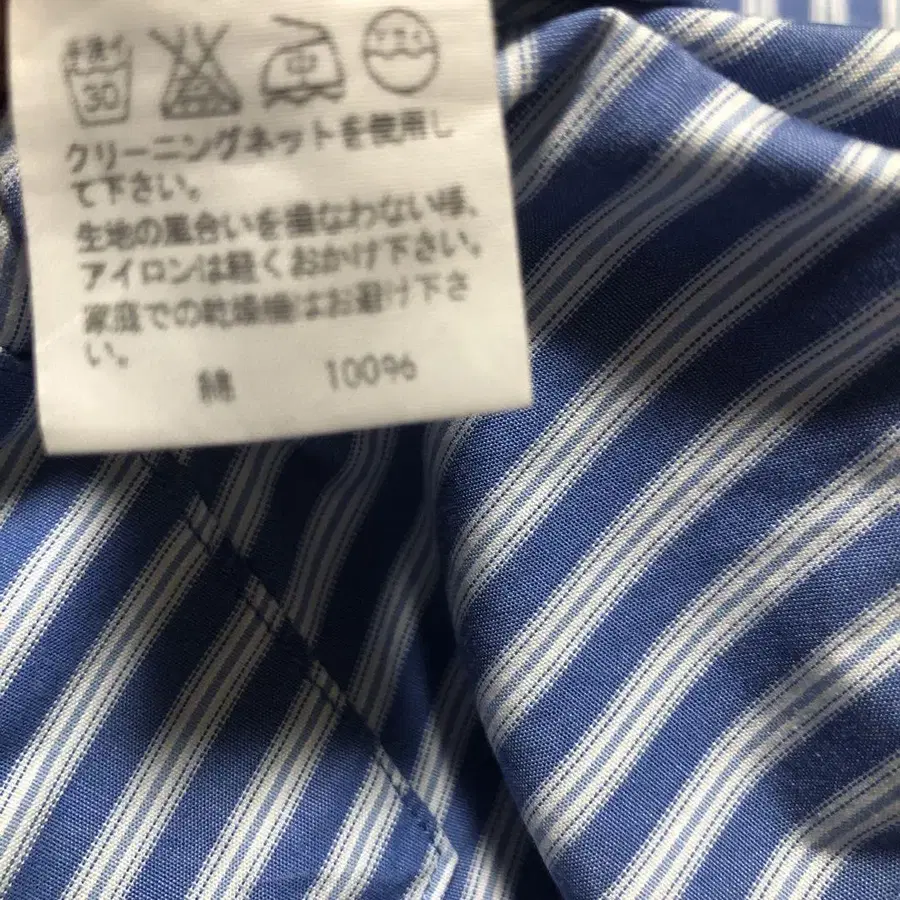 手洗イ
30
中
クリーニングネットを使用し
て下さい。
生地の風合いを損なわない様、
アイロンは軽くおかけ下さい。
家庭での乾燥機はお避け下さ
い。
綿 100%